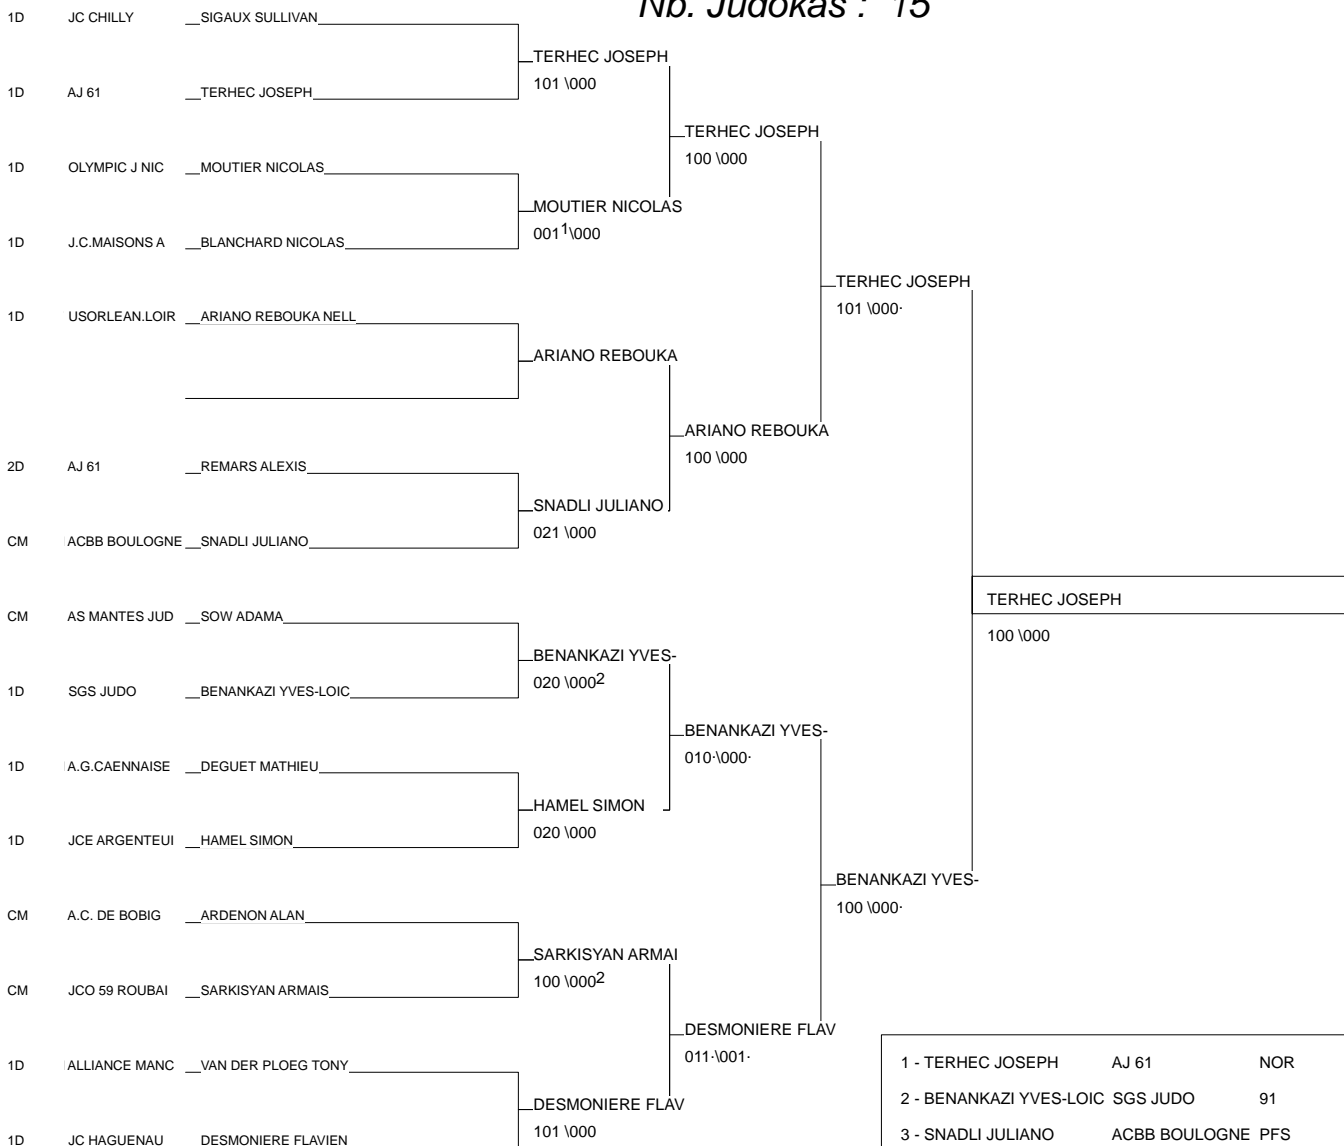 Nb. Judokas : 15
1D JC CHILLY SIGAUX SULLIVAN
TERHEC JOSEPH
101 \000
1D AJ 61 TERHEC JOSEPH
TERHEC JOSEPH
100 \000
1D OLYMPIC J NIC MOUTIER NICOLAS
MOUTIER NICOLAS
0011\000
1D J.C.MAISONS A BLANCHARD NICOLAS
TERHEC JOSEPH
101 \000·
1D USORLEAN.LOIR ARIANO REBOUKA NELL
ARIANO REBOUKA
ARIANO REBOUKA
100 \000
2D AJ 61 REMARS ALEXIS
SNADLI JULIANO
021 \000
CM ACBB BOULOGNE SNADLI JULIANO
TERHEC JOSEPH
100 \000
CM AS MANTES JUD SOW ADAMA
BENANKAZI YVES-
020 \0002
1D SGS JUDO BENANKAZI YVES-LOIC
BENANKAZI YVES-
010·\000·
1D A.G.CAENNAISE DEGUET MATHIEU
HAMEL SIMON
020 \000
1D JCE ARGENTEUI HAMEL SIMON
BENANKAZI YVES-
100 \000·
CM A.C. DE BOBIG ARDENON ALAN
SARKISYAN ARMAI
100 \0002
CM JCO 59 ROUBAI SARKISYAN ARMAIS
DESMONIERE FLAV
011·\001·
1D ALLIANCE MANC VAN DER PLOEG TONY
DESMONIERE FLAV
101 \000
1D JC HAGUENAU DESMONIERE FLAVIEN
1 - TERHEC JOSEPH AJ 61 NOR
2 - BENANKAZI YVES-LOIC SGS JUDO 91
3 - SNADLI JULIANO ACBB BOULOGNE PFS